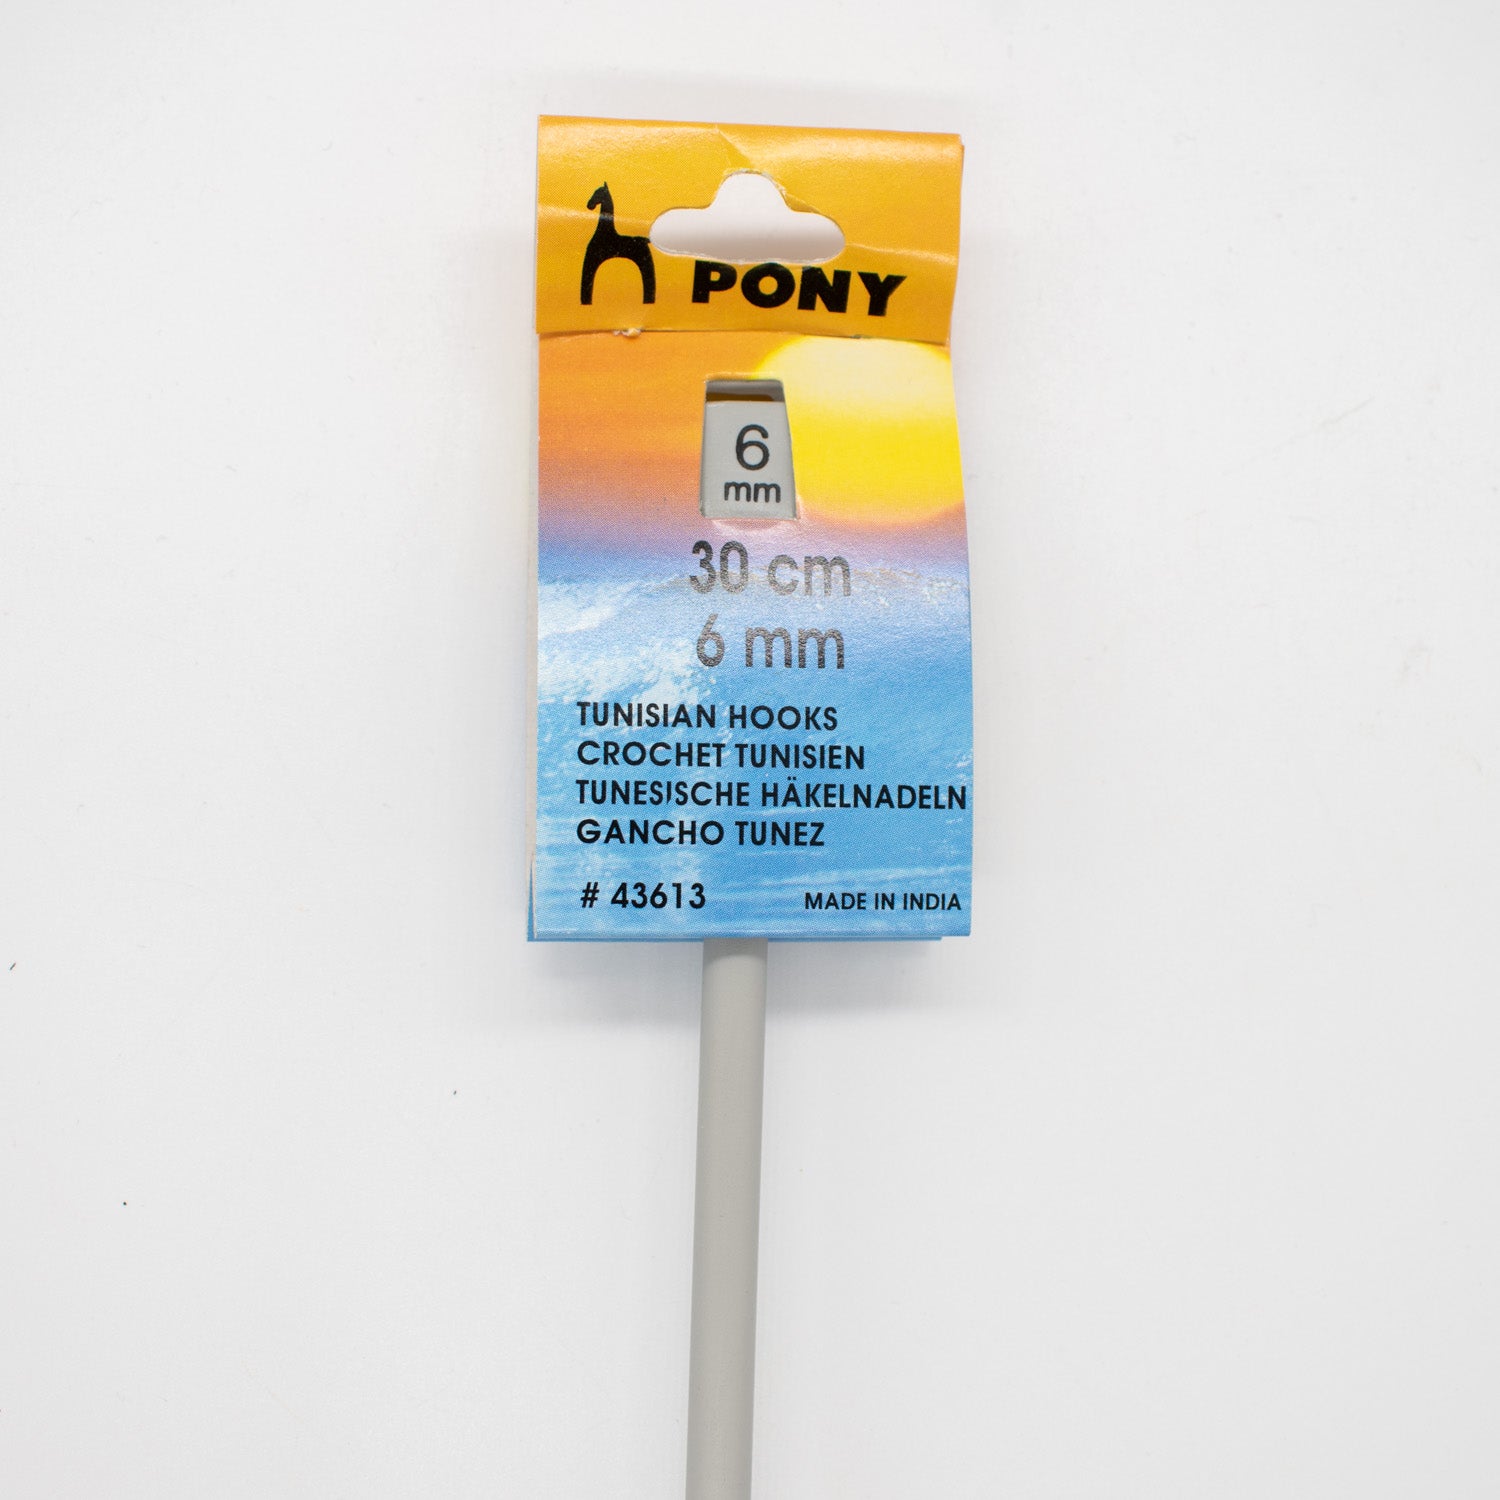 PONY
6
mm
30 cm
6 mm
TUNISIAN HOOKS
CROCHET TUNISIEN
TUNESISCHE HÄKELNADELN
GANCHO TUNEZ
# 43613 MADE IN INDIA